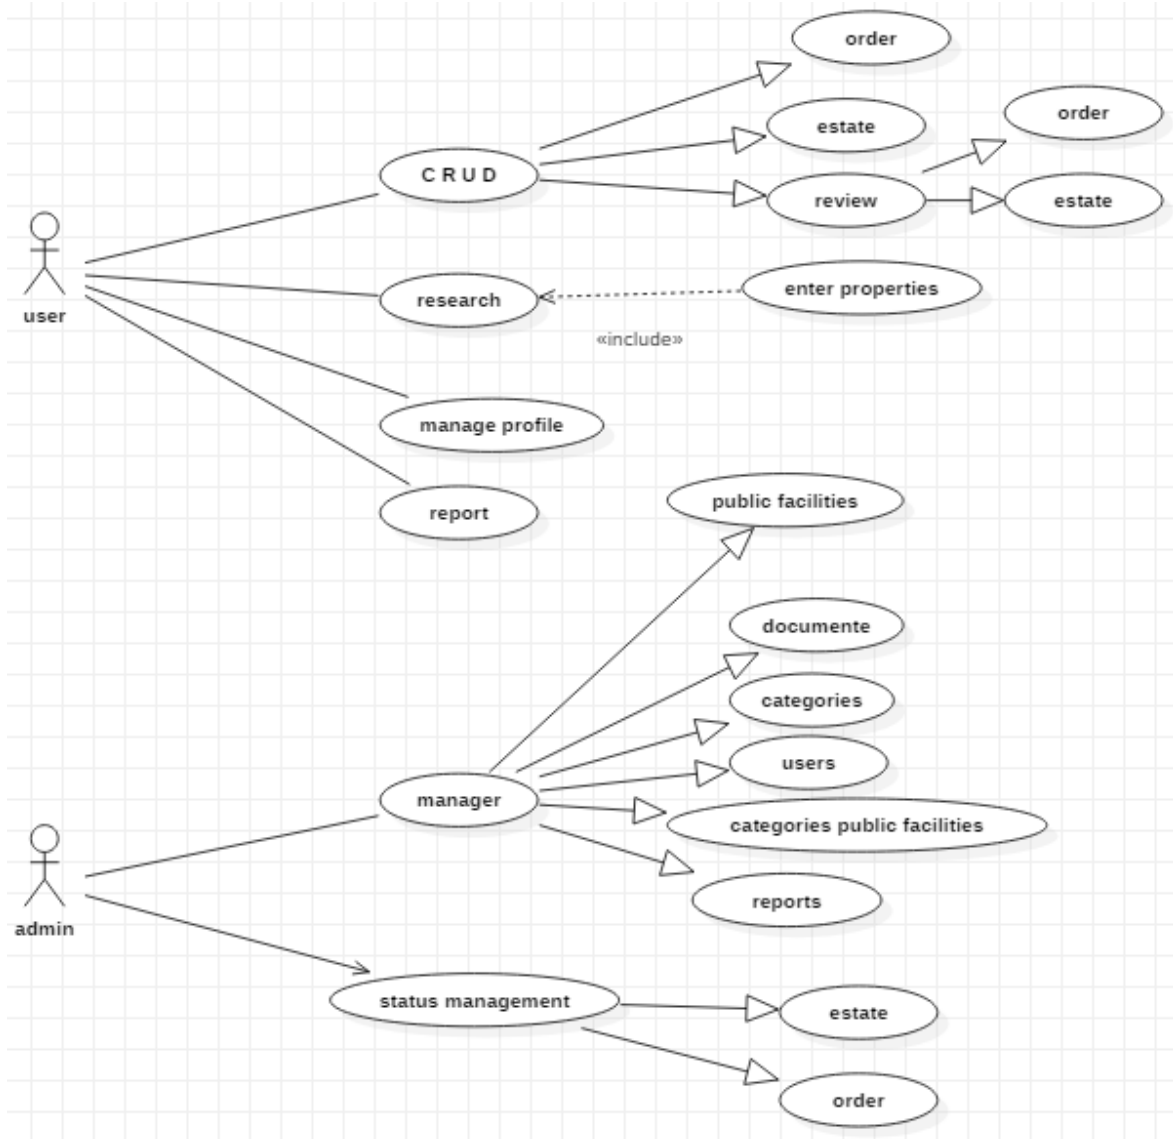 order
order
estate
C R U D
review
estate
enter properties
research
user
«include»
manage profile
public facilities
report
documente
categories
users
manager
categories public facilities
reports
admin
status management
estate
order